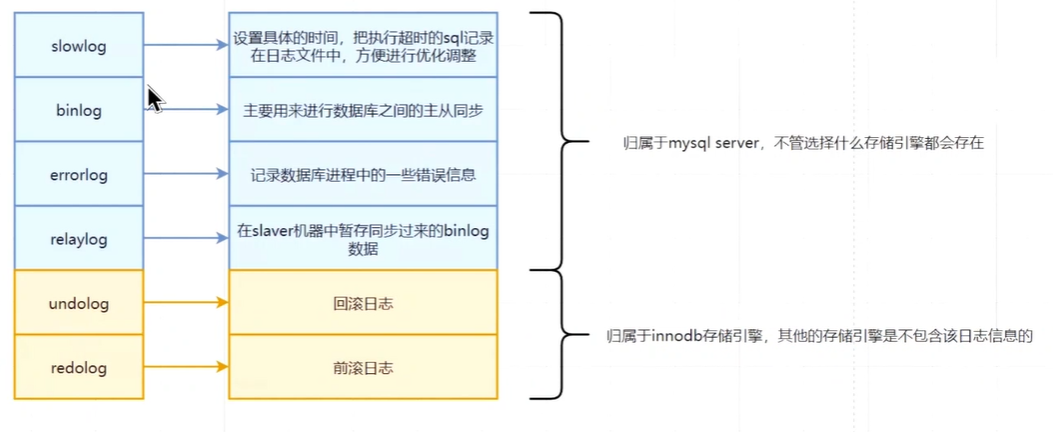 slowlog
设置具体的时间，把执行超时的sql记录
在日志文件中，方便进行优化调整
binlog
主要用来进行数据库之间的主从同步
归属于mysql server，不管选择什么存储引擎都会存在
errorlog
记录数据库进程中的一些错误信息
relaylog
在slaver机器中暂存同步过来的binlog
数据
undolog
回滚日志
归属于innodb存储引擎，其他的存储引擎是不包含该日志信息的
redolog
前滚日志